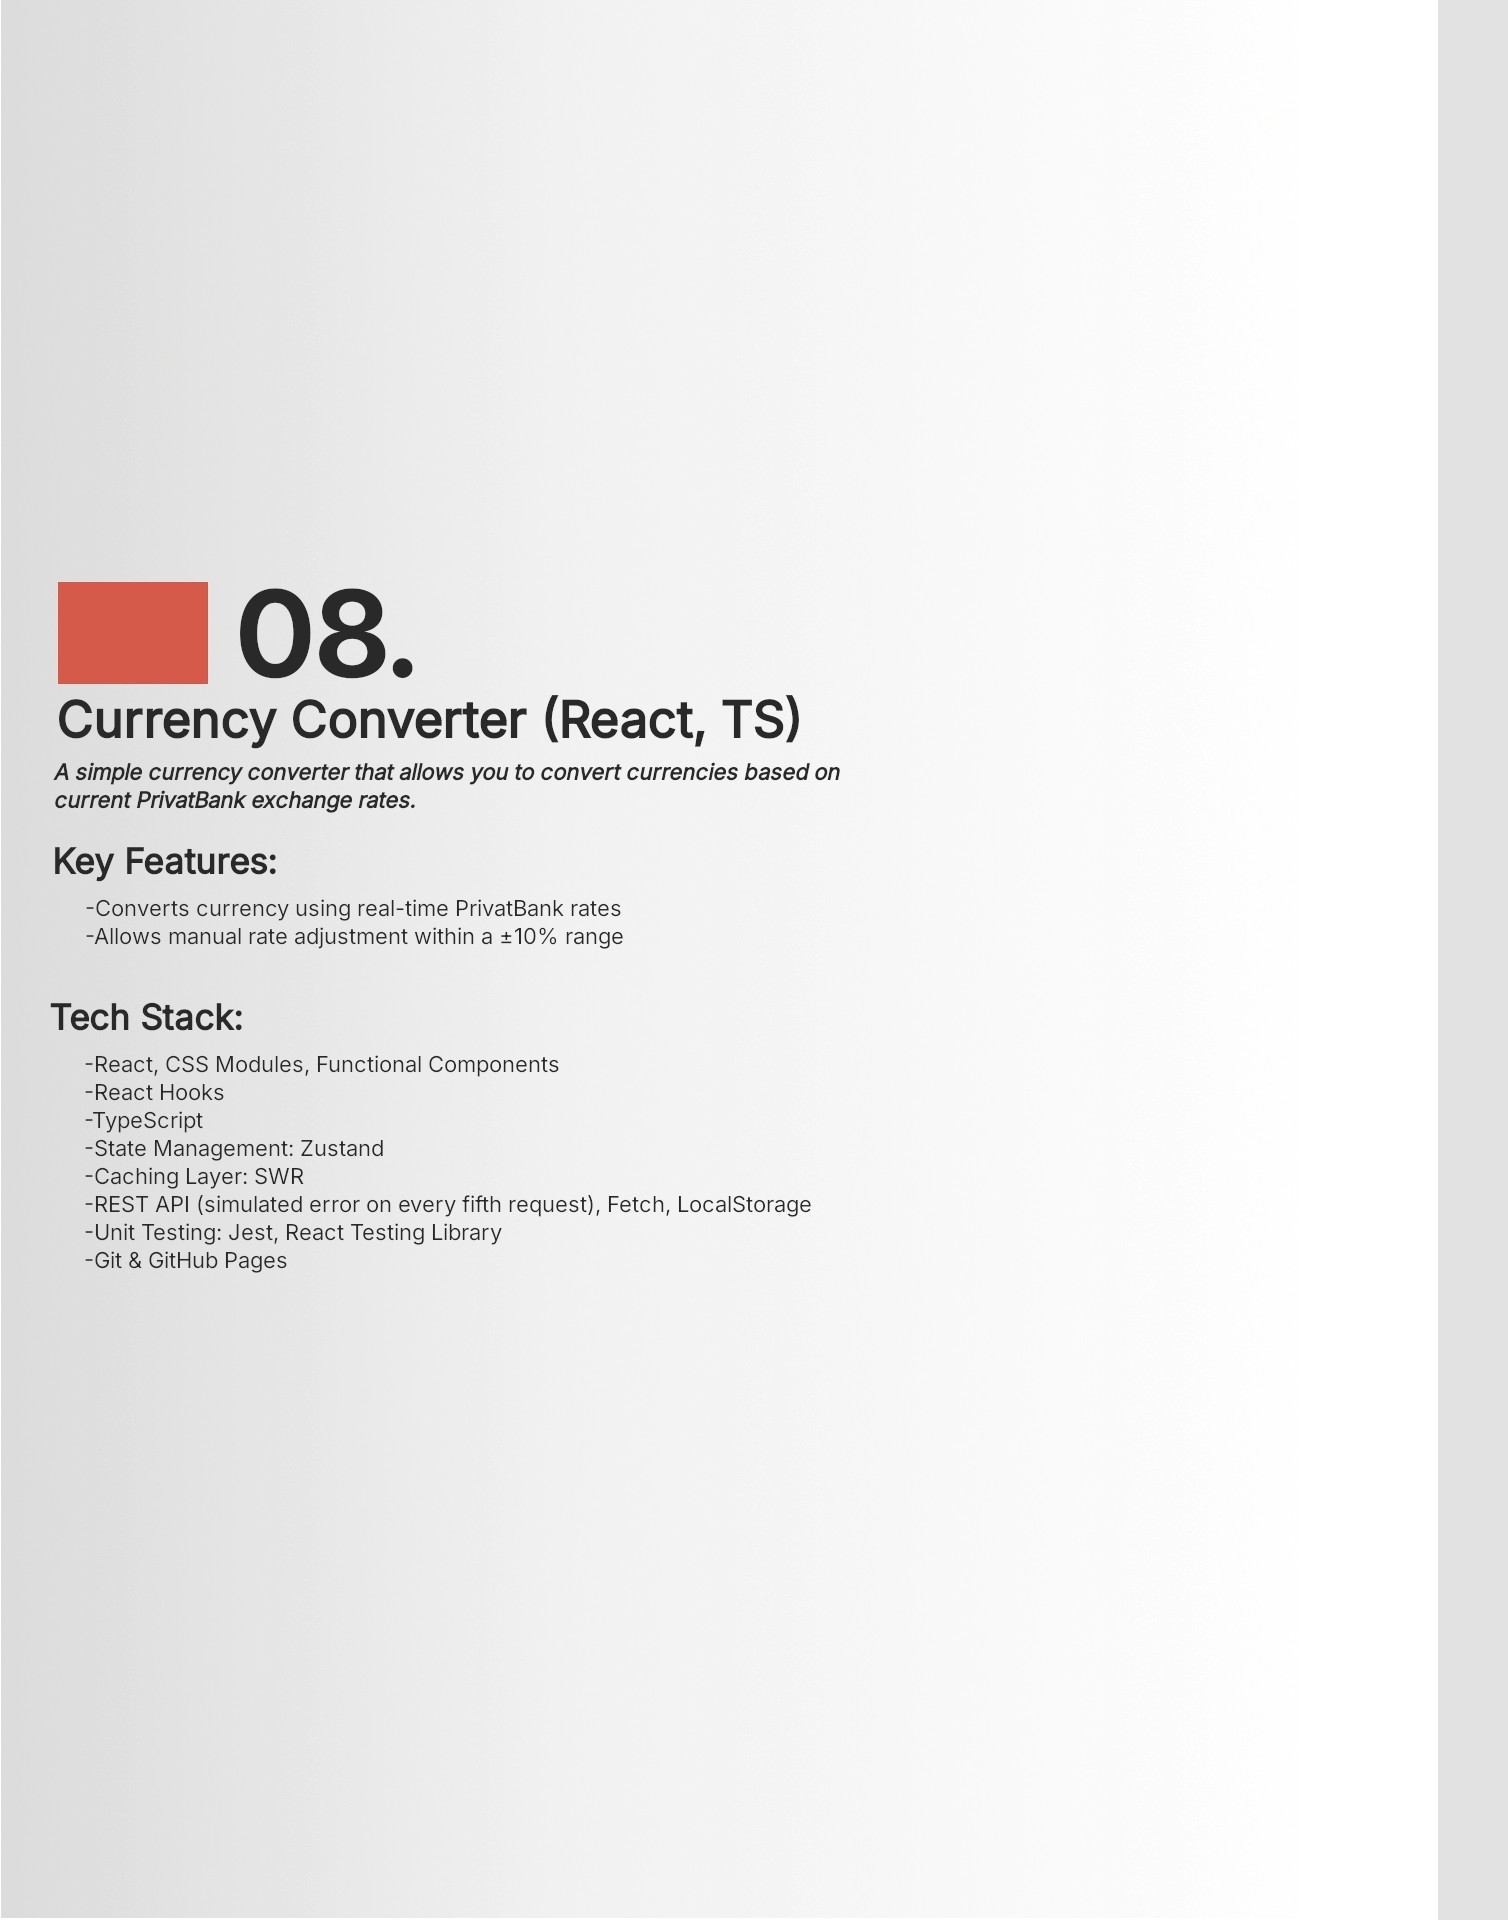 08.
Currency Converter (React, TS)
A simple currency converter that allows you to convert currencies based on
current PrivatBank exchange rates.
Key Features:
-Converts currency using real-time PrivatBank rates
-Allows manual rate adjustment within a ±10% range
Tech Stack:
-React, CSS Modules, Functional Components
-React Hooks
-TypeScript
-State Management: Zustand
-Caching Layer: SWR
-REST API (simulated error on every fifth request), Fetch, LocalStorage
-Unit Testing: Jest, React Testing Library
-Git & GitHub Pages